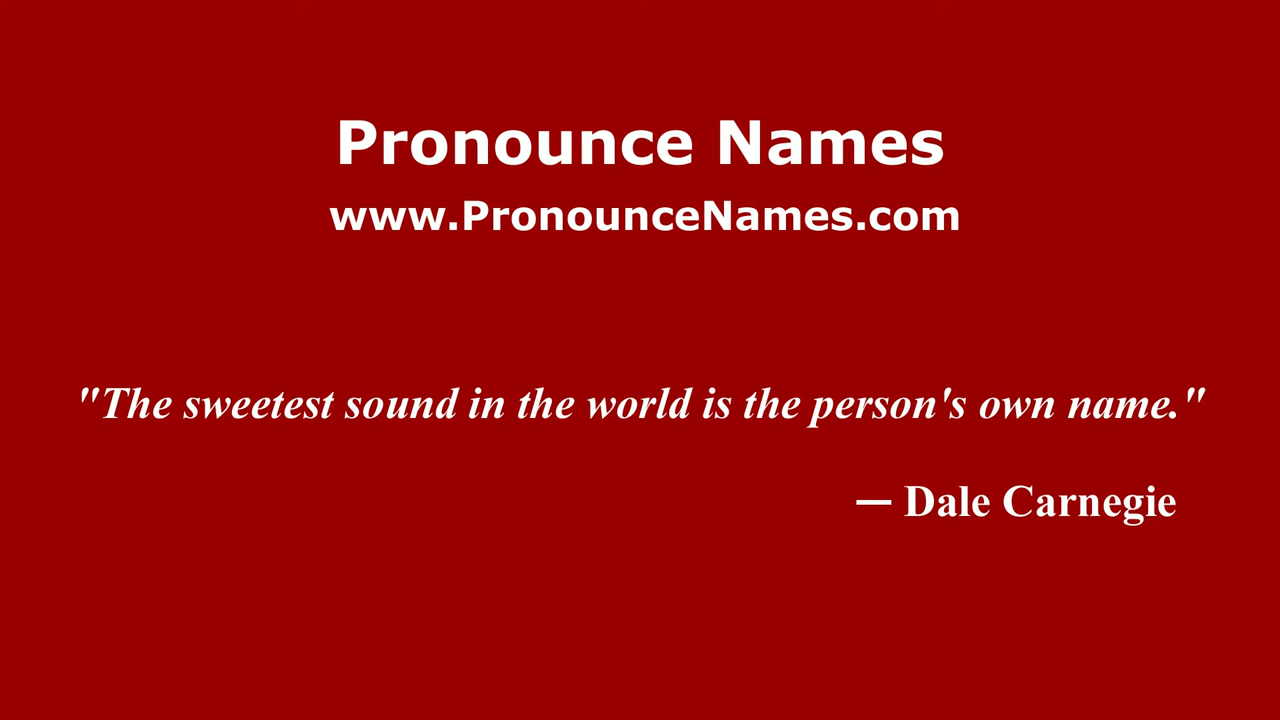 Pronounce Names
www.PronounceNames.com
"The sweetest sound in the world is the person's own name."
— Dale Carnegie